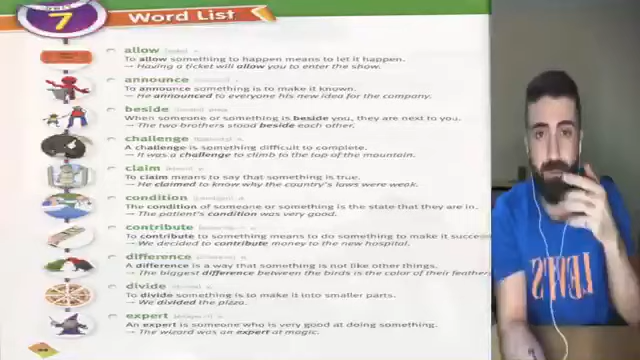 7
Word List
allow
To allow something to happen means to let it happen.
→ Having a ticket will allow you to enter the show.
announce
To announce something is to make it known.
→ He announced to everyone his new idea for the company.
beside
When someone or something is beside you, they are next to you.
→ The two brothers stood beside each other.
challenge
A challenge is something difficult to complete.
→ It was a challenge to climb to the top of the mountain.
claim
To claim means to say that something is true.
→ He claimed to know why the country's laws were weak.
condition
The condition of someone or something is the state that they are in.
→ The patient's condition was very good.
contribute
To contribute to something means to do something to make it
→ We decided to contribute money to the new hospital.
difference
A difference is a way that something is not like other things.
→ The biggest difference between the birds is the color of their
divide
To divide something is to make it into smaller parts.
→ We divided the pizza.
expert
An expert is someone who is very good at doing something.
→ The wizard was an expert at magic.